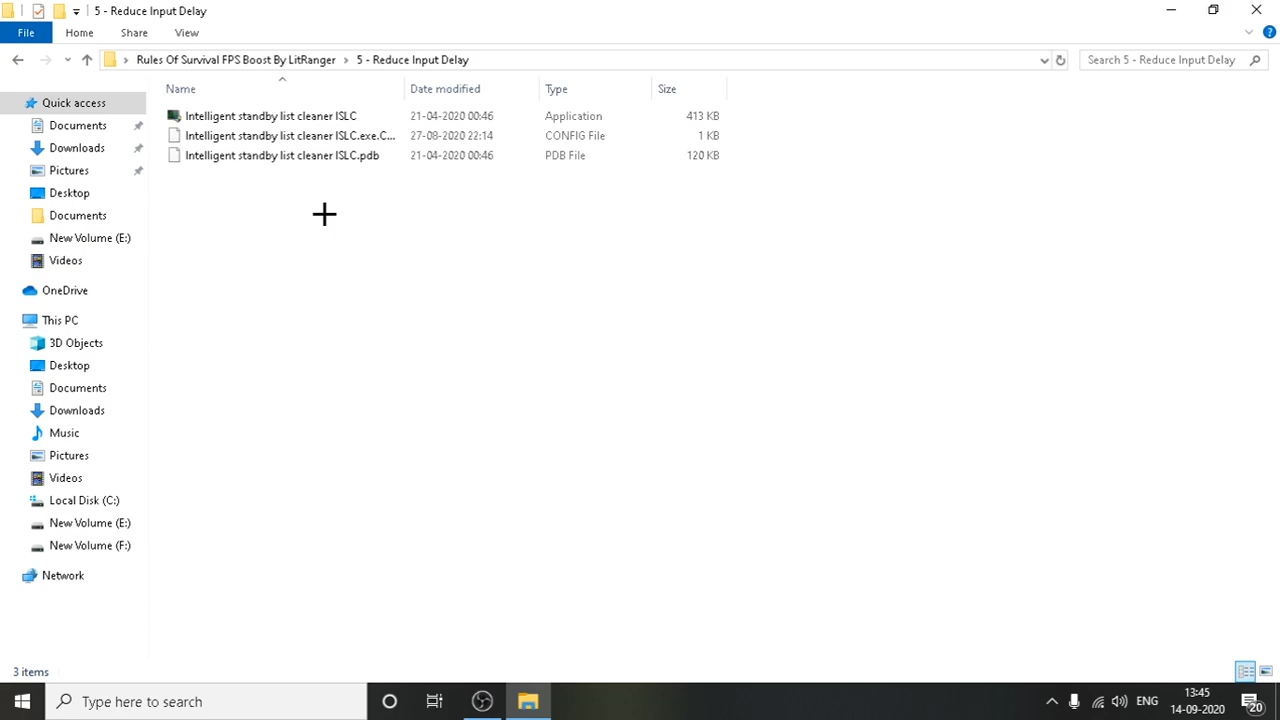 5 - Reduce Input Delay
File Home Share View
Rules Of Survival FPS Boost By LitRanger 5 - Reduce Input Delay
Search 5 - Reduce Input Delay
Name Date modified Type Size
Intelligent standby list cleaner ISLC 21-04-2020 00:46 Application 413 KB
Intelligent standby list cleaner ISLC.exe.C... 27-08-2020 22:14 CONFIG File 1 KB
Intelligent standby list cleaner ISLC.pdb 21-04-2020 00:46 PDB File 120 KB
Quick access
Documents
Downloads
Pictures
Desktop
Documents
New Volume (E:)
Videos
OneDrive
This PC
3D Objects
Desktop
Documents
Downloads
Music
Pictures
Videos
Local Disk (C:)
New Volume (E:)
New Volume (F:)
Network
3 items
Type here to search
ENG
13:45
14-09-2020
20